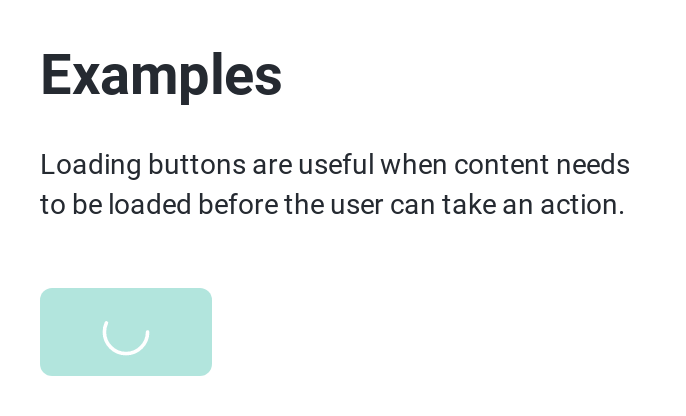 Examples
Loading buttons are useful when content needs
to be loaded before the user can take an action.